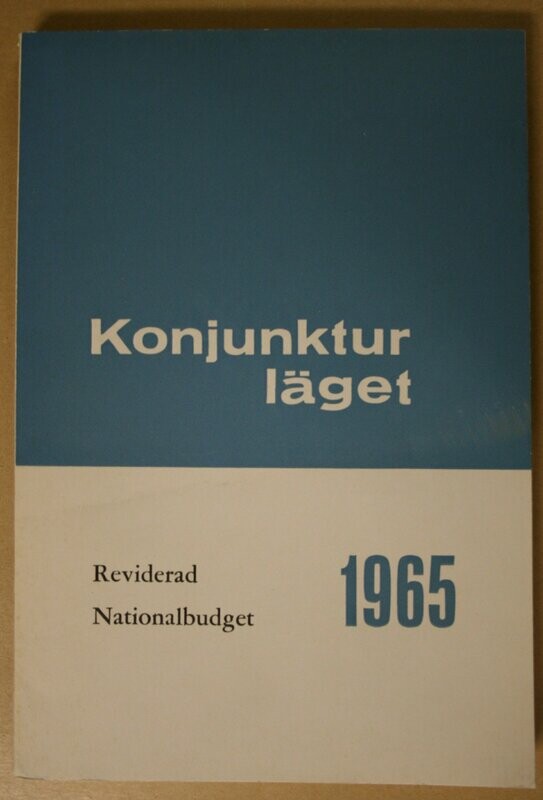 Konjunktur
läget
Reviderad
Nationalbudget
1965